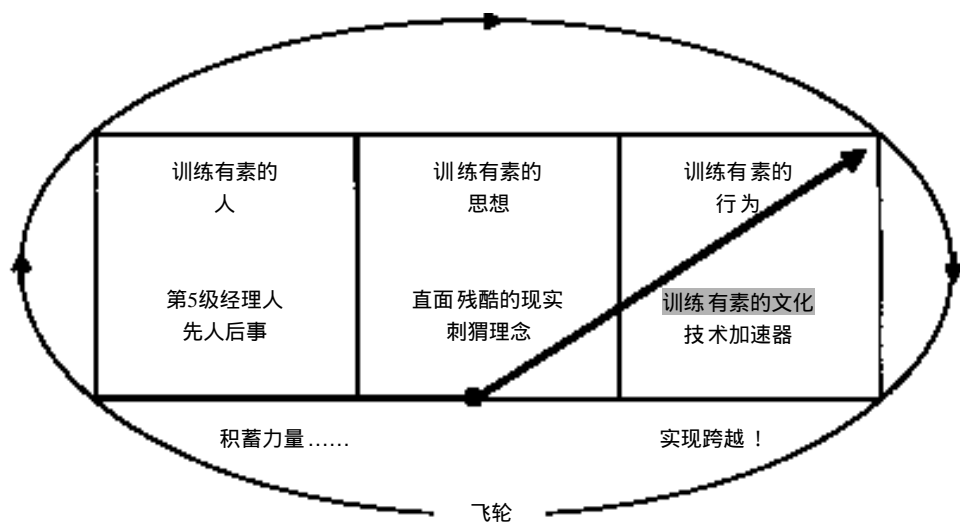 训练有素的
人
训练有素的
思想
训练有素的
行为
第5级经理人
先人后事
直面残酷的现实
刺猬理念
训练有素的文化
技术加速器
积蓄力量……
实现跨越！
飞轮